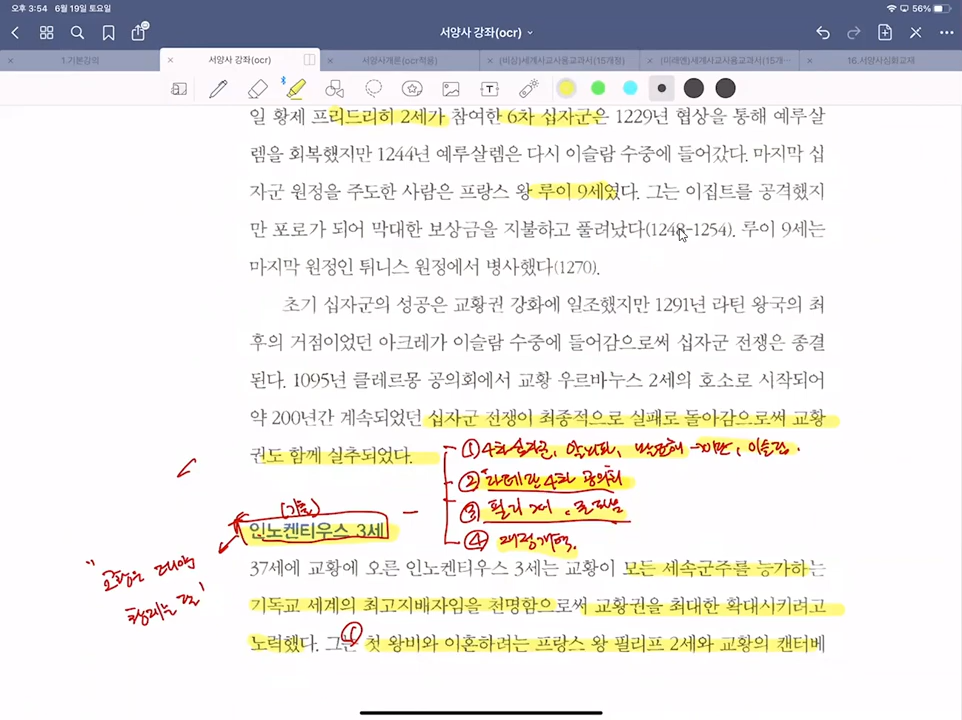 오후 3:54 6월 19일 토요일
56%
서양사 강좌(ocr)
1.기본강의
서양사 강좌(ocr)
서양사개론(ocr적용)
(비상)세계사교사용교과서(15개정)
(미래엔)세계사교사용교과서(15개...
16.서양사심화교재
일 황제 프리드리히 2세가 참여한 6차 십자군은 1229년 협상을 통해 예루살
렘을 회복했지만 1244년 예루살렘은 다시 이슬람 수중에 들어갔다. 마지막 십
자군 원정을 주도한 사람은 프랑스 왕 루이 9세였다. 그는 이집트를 공격했지
만 포로가 되어 막대한 보상금을 지불하고 풀려났다(1248-1254). 루이 9세는
마지막 원정인 튀니스 원정에서 병사했다(1270).
초기 십자군의 성공은 교황권 강화에 일조했지만 1291년 라틴 왕국의 최
후의 거점이었던 아크레가 이슬람 수중에 들어감으로써 십자군 전쟁은 종결
된다. 1095년 클레르몽 공의회에서 교황 우르바누스 2세의 호소로 시작되어
약 200년간 계속되었던 십자군 전쟁이 최종적으로 실패로 돌아감으로써 교황
권도 함께 실추되었다.
① 4차십자군, 이슬람.
② 라테란 4차 공의회
③ 필리 2세, 존
④
(기출)
인노켄티우스 3세
"교황은 태양
황제는 달"
37세에 교황에 오른 인노켄티우스 3세는 교황이 모든 세속군주를 능가하는
기독교 세계의 최고지배자임을 천명함으로써 교황권을 최대한 확대시키려고
노력했다. 그는 첫 왕비와 이혼하려는 프랑스 왕 필리프 2세와 교황의 캔터베